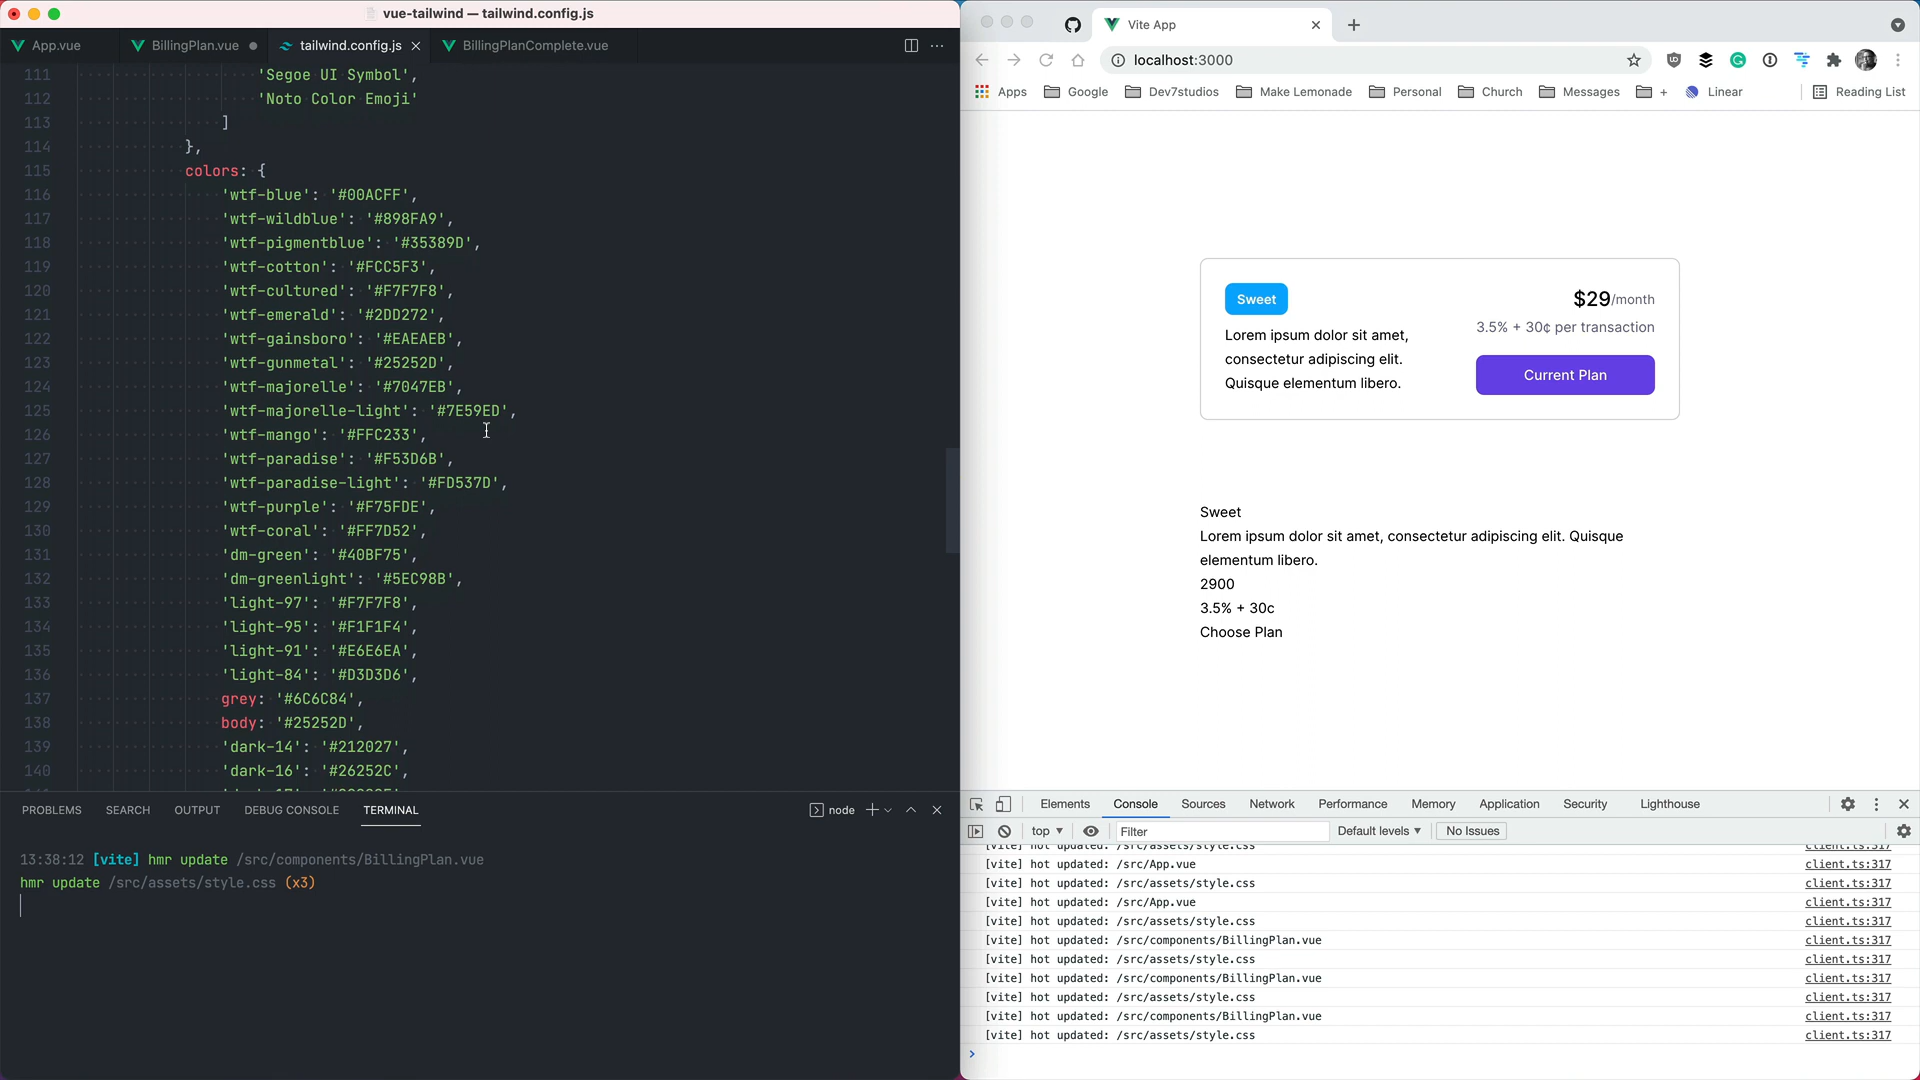 vue-tailwind — tailwind.config.js
App.vue
BillingPlan.vue
tailwind.config.js
BillingPlanComplete.vue
111 'Segoe UI Symbol',
112 'Noto Color Emoji'
113 ]
114 },
115 colors: {
116 'wtf-blue': '#00ACFF',
117 'wtf-wildblue': '#898FA9',
118 'wtf-pigmentblue': '#35389D',
119 'wtf-cotton': '#FCC5F3',
120 'wtf-cultured': '#F7F7F8',
121 'wtf-emerald': '#2DD272',
122 'wtf-gainsboro': '#EAEAEB',
123 'wtf-gunmetal': '#25252D',
124 'wtf-majorelle': '#7047EB',
125 'wtf-majorelle-light': '#7E59ED',
126 'wtf-mango': '#FFC233',
127 'wtf-paradise': '#F53D6B',
128 'wtf-paradise-light': '#FD537D',
129 'wtf-purple': '#F75FDE',
130 'wtf-coral': '#FF7D52',
131 'dm-green': '#40BF75',
132 'dm-greenlight': '#5EC98B',
133 'light-97': '#F7F7F8',
134 'light-95': '#F1F1F4',
135 'light-91': '#E6E6EA',
136 'light-84': '#D3D3D6',
137 grey: '#6C6C84',
138 body: '#25252D',
139 'dark-14': '#212027',
140 'dark-16': '#26252C',
PROBLEMS SEARCH OUTPUT DEBUG CONSOLE TERMINAL
node
13:38:12 [vite] hmr update /src/components/BillingPlan.vue
hmr update /src/assets/style.css (x3)
Vite App
localhost:3000
Apps Google Dev7studios Make Lemonade Personal Church Messages + Linear Reading List
Sweet
$29/month
3.5% + 30¢ per transaction
Lorem ipsum dolor sit amet,
consectetur adipiscing elit.
Quisque elementum libero.
Current Plan
Sweet
Lorem ipsum dolor sit amet, consectetur adipiscing elit. Quisque
elementum libero.
2900
3.5% + 30c
Choose Plan
Elements Console Sources Network Performance Memory Application Security Lighthouse
top Filter Default levels No Issues
[vite] hot updated: /src/assets/style.css client.ts:317
[vite] hot updated: /src/App.vue client.ts:317
[vite] hot updated: /src/assets/style.css client.ts:317
[vite] hot updated: /src/App.vue client.ts:317
[vite] hot updated: /src/assets/style.css client.ts:317
[vite] hot updated: /src/components/BillingPlan.vue client.ts:317
[vite] hot updated: /src/assets/style.css client.ts:317
[vite] hot updated: /src/components/BillingPlan.vue client.ts:317
[vite] hot updated: /src/assets/style.css client.ts:317
[vite] hot updated: /src/components/BillingPlan.vue client.ts:317
[vite] hot updated: /src/assets/style.css client.ts:317